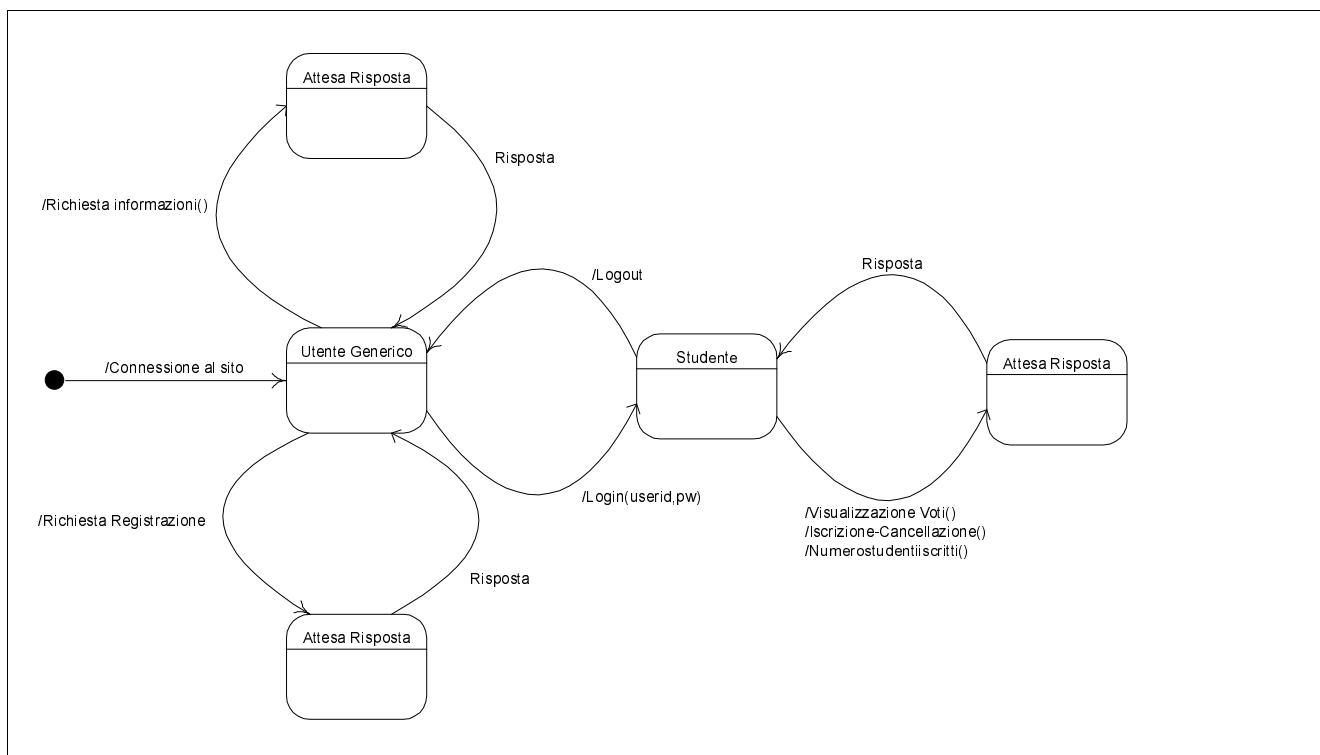 Attesa Risposta
Risposta
/Richiesta informazioni()
Risposta
/Logout
Utente Generico
Studente
Attesa Risposta
/Connessione al sito
/Login(userid,pw)
/Visualizzazione Voti()
/Iscrizione-Cancellazione()
/Numerostudentiiscritti()
/Richiesta Registrazione
Risposta
Attesa Risposta